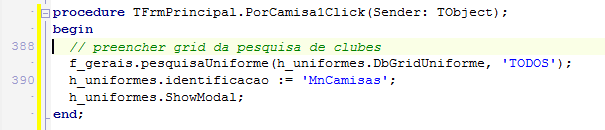 procedure TFrmPrincipal.PorCamisa1Click(Sender: TObject);
begin
388 // preencher grid da pesquisa de clubes
f_gerais.pesquisaUniforme(h_uniformes.DbGridUniforme, 'TODOS');
390 h_uniformes.identificacao := 'MnCamisas';
h_uniformes.ShowModal;
end;